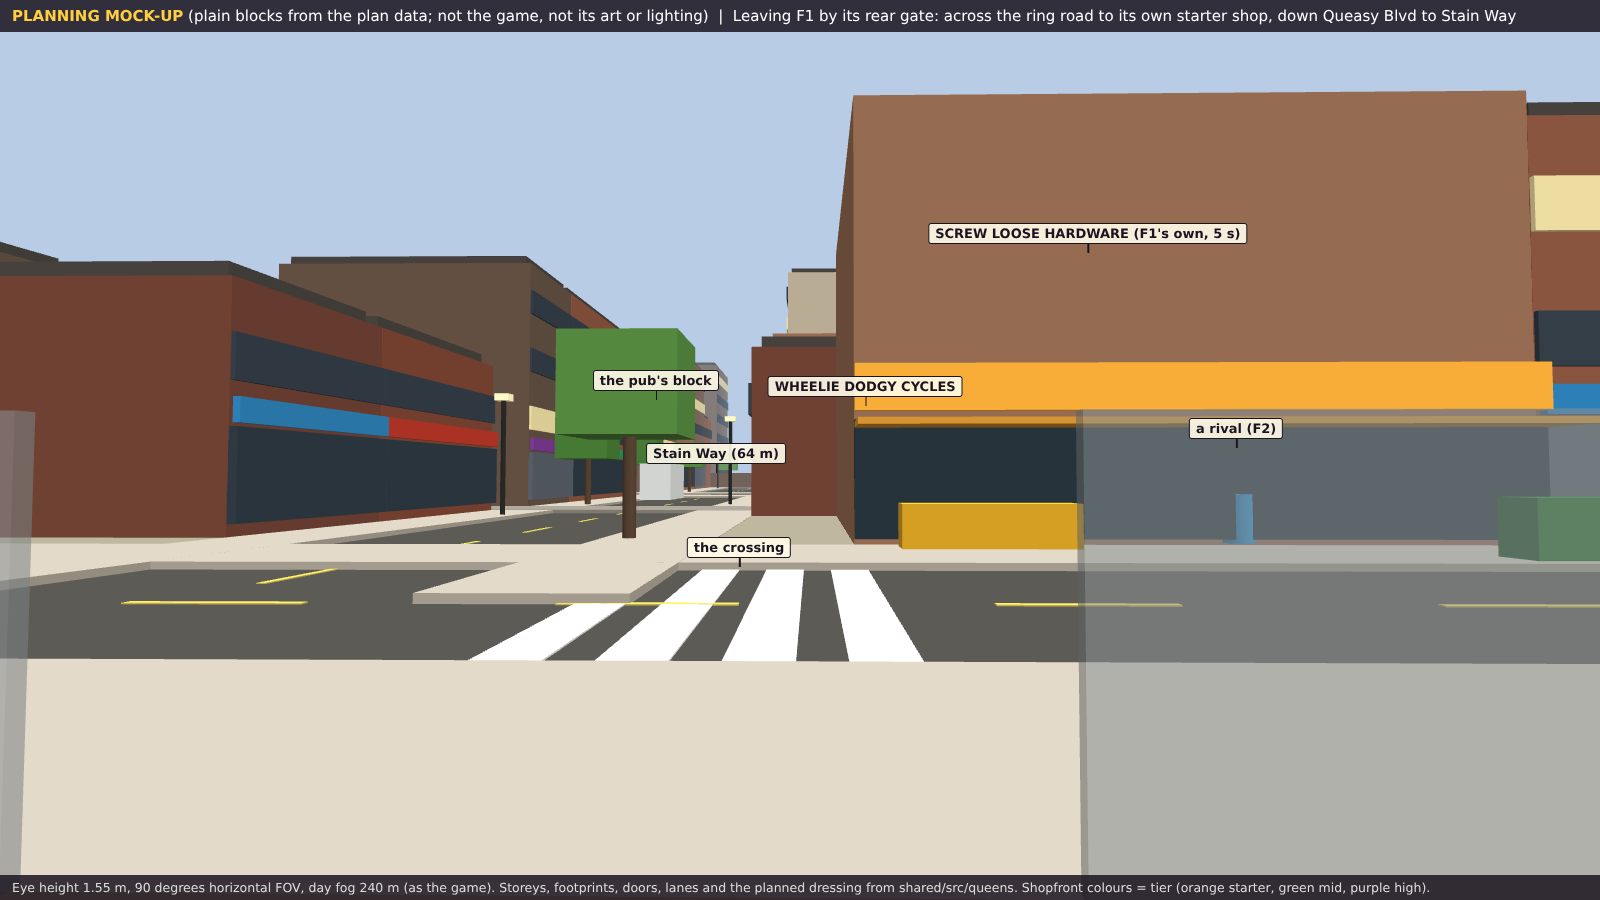 PLANNING MOCK-UP (plain blocks from the plan data; not the game, not its art or lighting) | Leaving F1 by its rear gate: across the ring road to its own starter shop, down Queasy Blvd to Stain Way
SCREW LOOSE HARDWARE (F1's own, 5 s)
the pub's block
WHEELIE DODGY CYCLES
a rival (F2)
Stain Way (64 m)
the crossing
Eye height 1.55 m, 90 degrees horizontal FOV, day fog 240 m (as the game). Storeys, footprints, doors, lanes and the planned dressing from shared/src/queens. Shopfront colours = tier (orange starter, green mid, purple high).